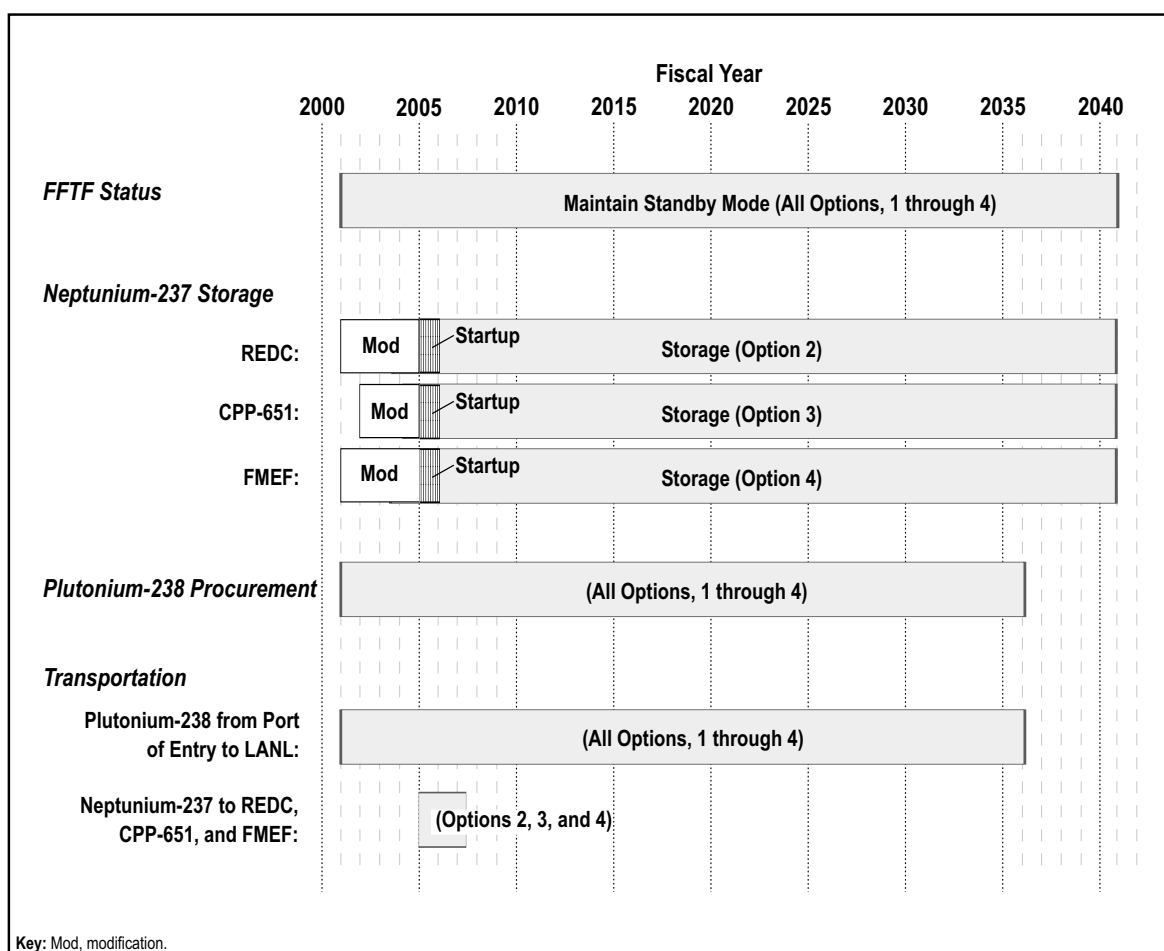 Fiscal Year
2000 2005 2010 2015 2020 2025 2030 2035 2040
FFTF Status
Maintain Standby Mode (All Options, 1 through 4)
Neptunium-237 Storage
REDC:
Mod
Startup
Storage (Option 2)
CPP-651:
Mod
Startup
Storage (Option 3)
FMEF:
Mod
Startup
Storage (Option 4)
Plutonium-238 Procurement
(All Options, 1 through 4)
Transportation
Plutonium-238 from Port
of Entry to LANL:
(All Options, 1 through 4)
Neptunium-237 to REDC,
CPP-651, and FMEF:
(Options 2, 3, and 4)
Key: Mod, modification.